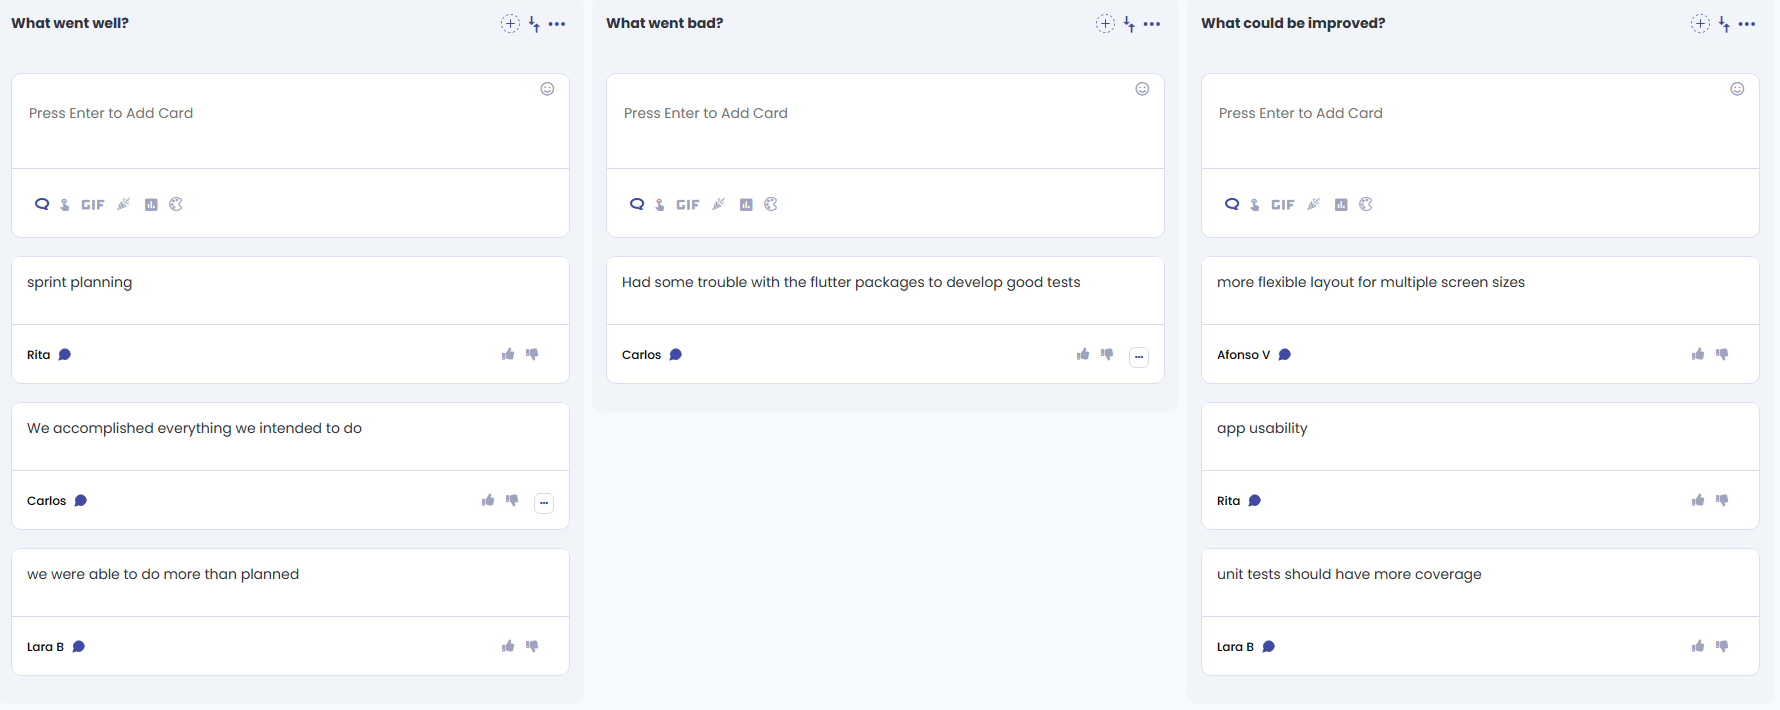 What went well?
Press Enter to Add Card
GIF
sprint planning
Rita
We accomplished everything we intended to do
Carlos
we were able to do more than planned
Lara B
What went bad?
Press Enter to Add Card
GIF
Had some trouble with the flutter packages to develop good tests
Carlos
What could be improved?
Press Enter to Add Card
GIF
more flexible layout for multiple screen sizes
Afonso V
app usability
Rita
unit tests should have more coverage
Lara B